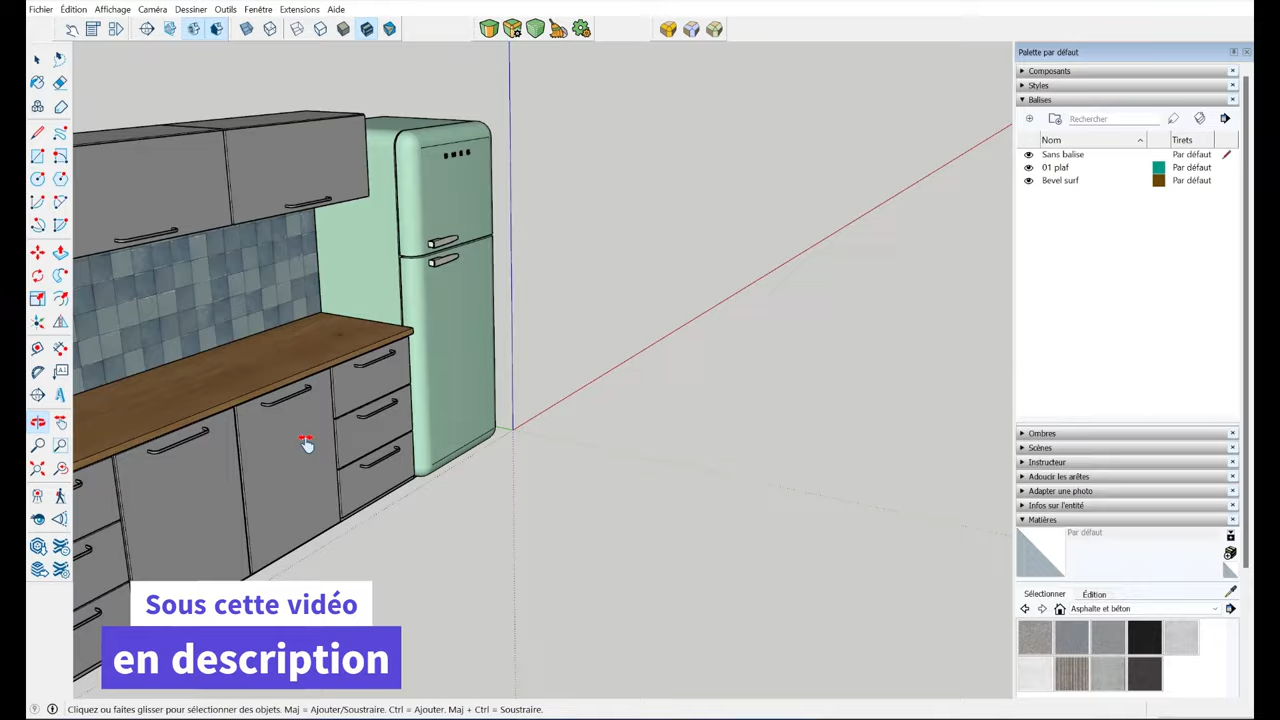 Fichier Édition Affichage Caméra Dessiner Outils Fenêtre Extensions Aide
Palette par défaut
Composants
Styles
Balises
Rechercher
Nom Tirets
Sans balise Par défaut
01 plaf Par défaut
Bevel surf Par défaut
Ombres
Scènes
Instructeur
Adoucir les arêtes
Adapter une photo
Infos sur l'entité
Matières
Par défaut
Sélectionner Édition
Asphalte et béton
Sous cette vidéo
en description
Cliquez ou faites glisser pour sélectionner des objets. Maj = Ajouter/Soustraire. Ctrl = Ajouter. Maj + Ctrl = Soustraire.